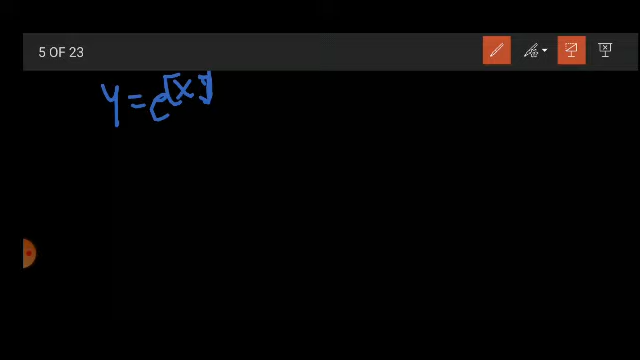 5 OF 23
y = e^[x]